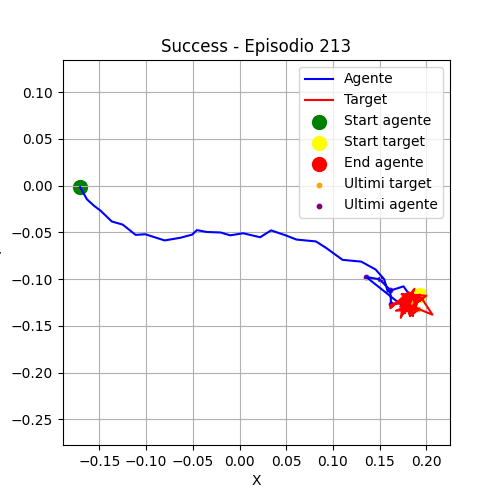 Success - Episodio 213
Agente
Target
Start agente
Start target
End agente
Ultimi target
Ultimi agente
0.10
0.05
0.00
−0.05
−0.10
−0.15
−0.20
−0.25
−0.15 −0.10 −0.05 0.00 0.05 0.10 0.15 0.20
X